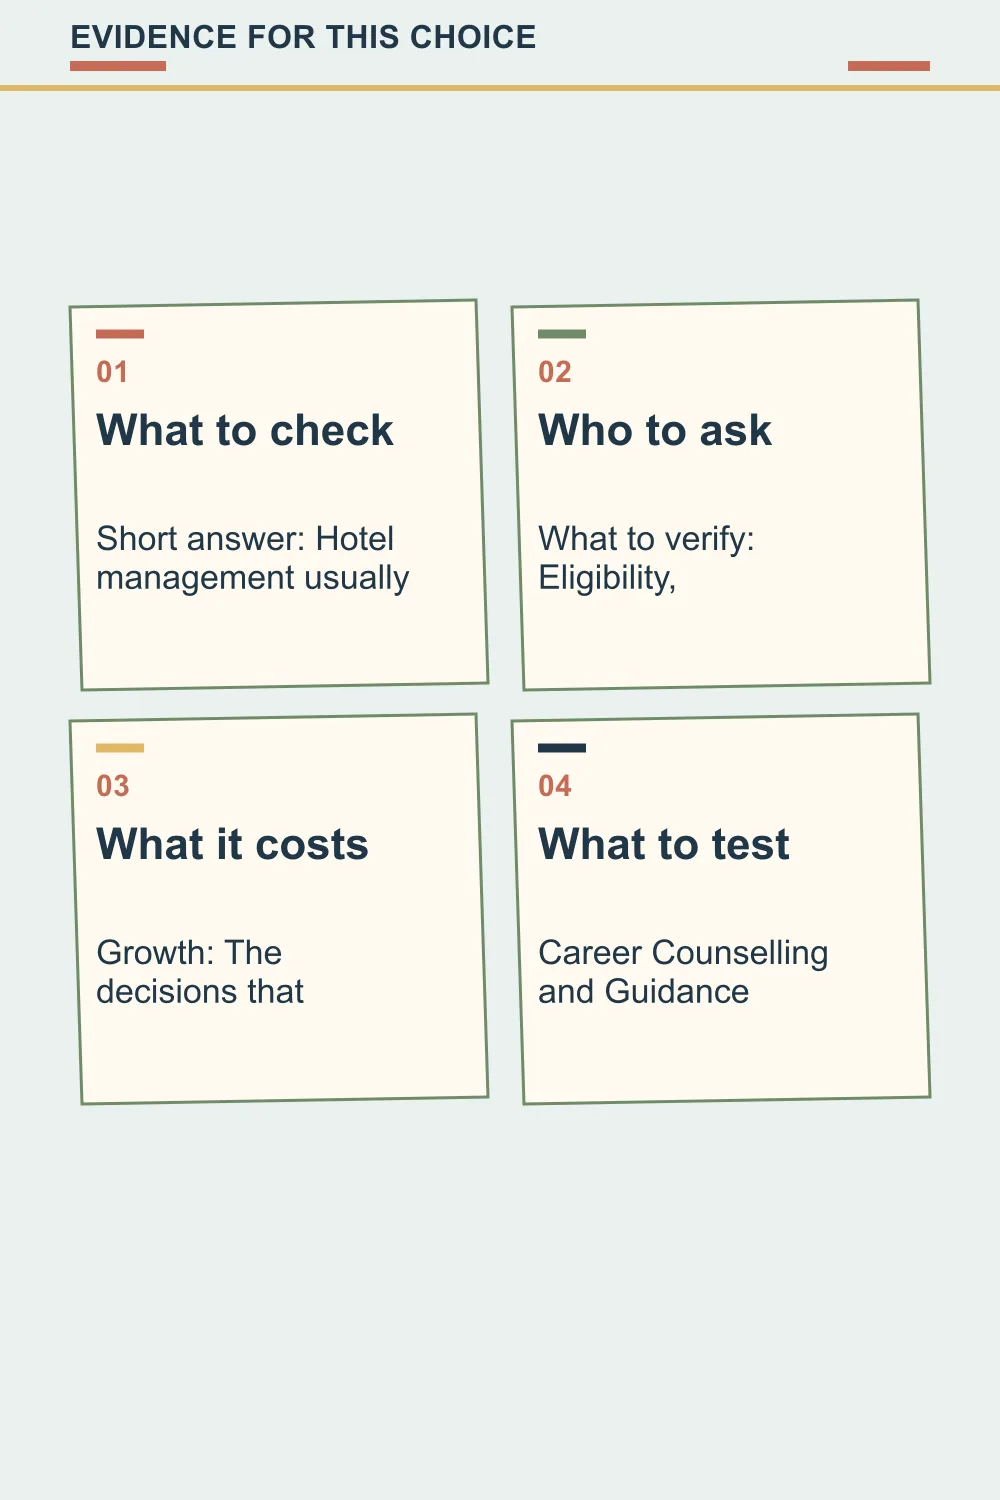 EVIDENCE FOR THIS CHOICE
01
What to check
Short answer: Hotel
management usually
02
Who to ask
What to verify:
Eligibility,
03
What it costs
Growth: The
decisions that
04
What to test
Career Counselling
and Guidance